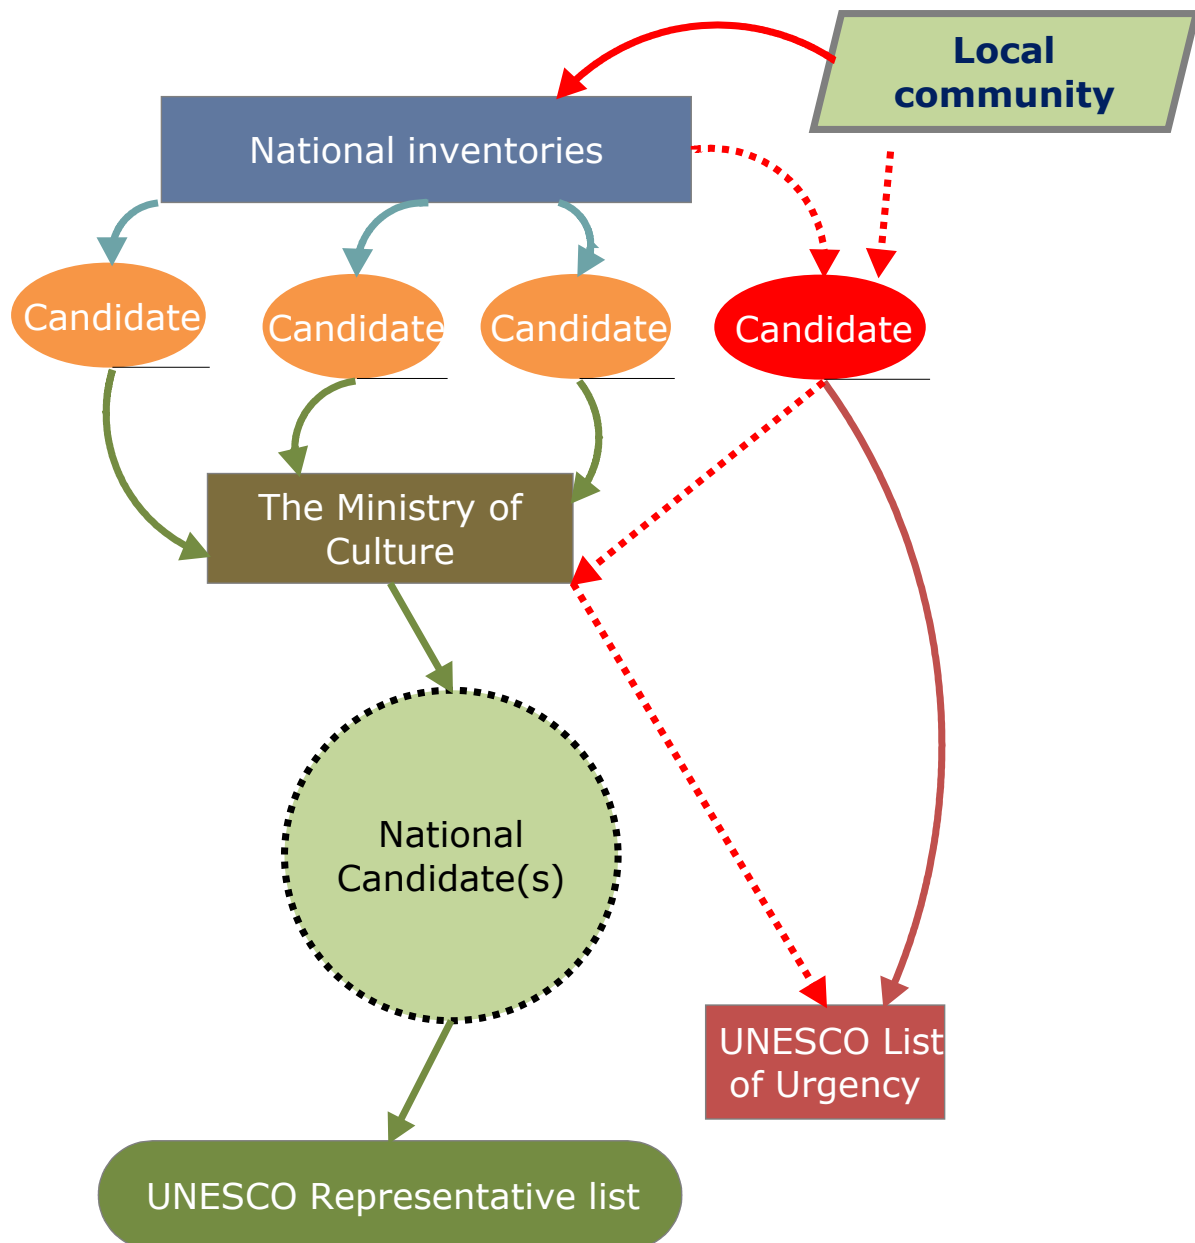 Local
community
National inventories
Candidate
Candidate
Candidate
Candidate
The Ministry of
Culture
National
Candidate(s)
UNESCO List
of Urgency
UNESCO Representative list